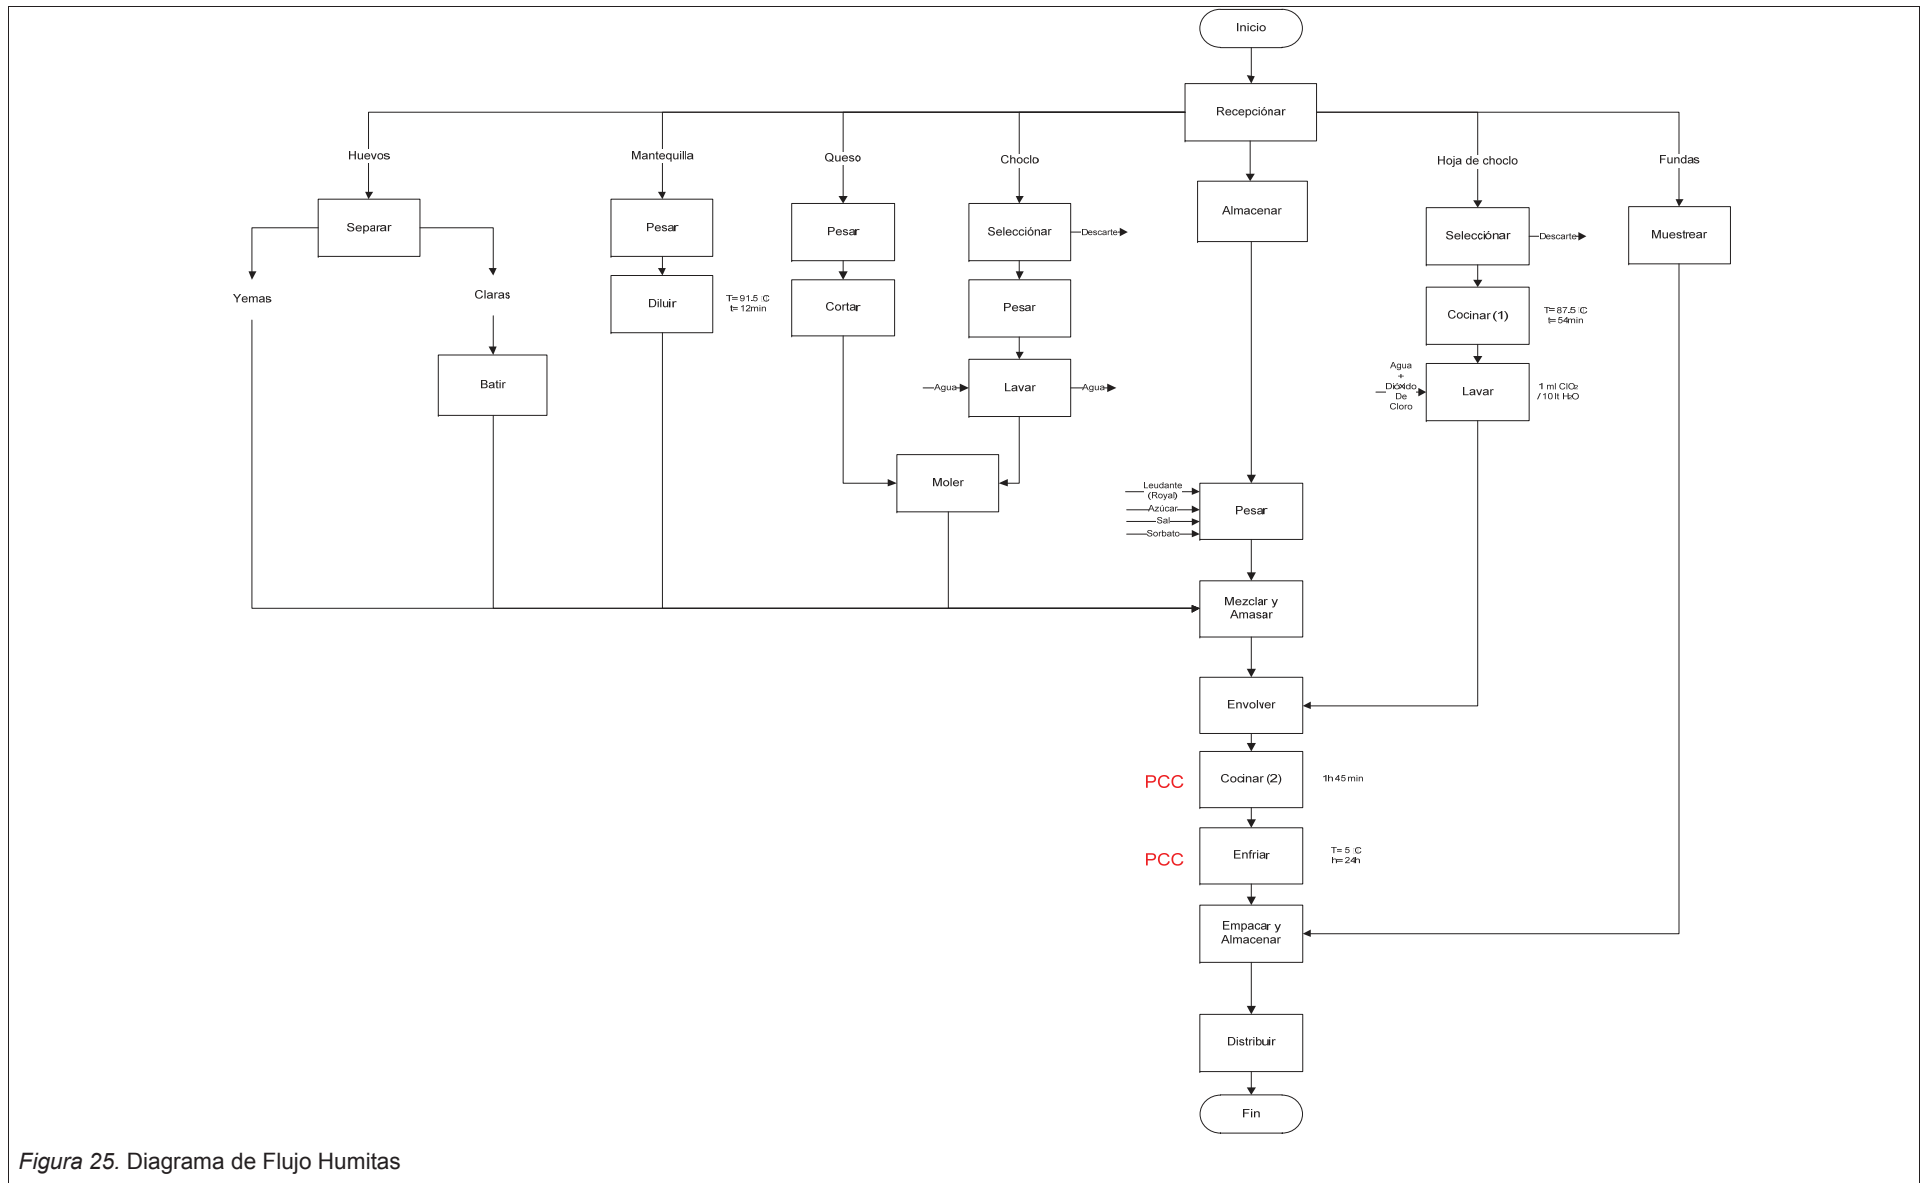 Inicio
Recepciónar
Huevos
Mantequilla
Queso
Choclo
Hoja de choclo
Fundas
Separar
Pesar
Pesar
Selecciónar
Descarte
Almacenar
Selecciónar
Descarte
Muestrear
Yemas
Claras
Diluir
T= 91.5 :C
t= 12min
Cortar
Pesar
Cocinar (1)
T= 87.5 :C
t= 54min
Batir
Agua
Lavar
Agua
Agua
+
Dióxido
De
Cloro
Lavar
1 ml ClO2
/ 10 lt H2O
Moler
Leudante
(Royal)
Azúcar
Sal
Sorbato
Pesar
Mezclar y
Amasar
Envolver
PCC
Cocinar (2)
1h 45 min
PCC
Enfriar
T= 5 :C
h= 24h
Empacar y
Almacenar
Distribuir
Fin
Figura 25. Diagrama de Flujo Humitas